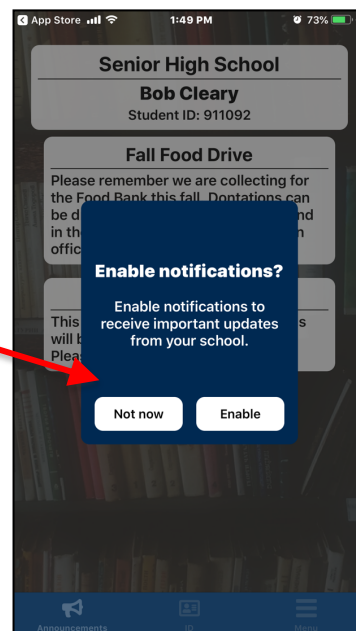 App Store 1:49 PM 73%
Senior High School
Bob Cleary
Student ID: 911092
Fall Food Drive
Please remember we are collecting for
the Food Bank this fall. Dontations can
be d nd
in th n
offic
Enable notifications?
Enable notifications to
receive important updates
from your school.
This s
will b
Pleas
Not now Enable
Announcements ID Menu